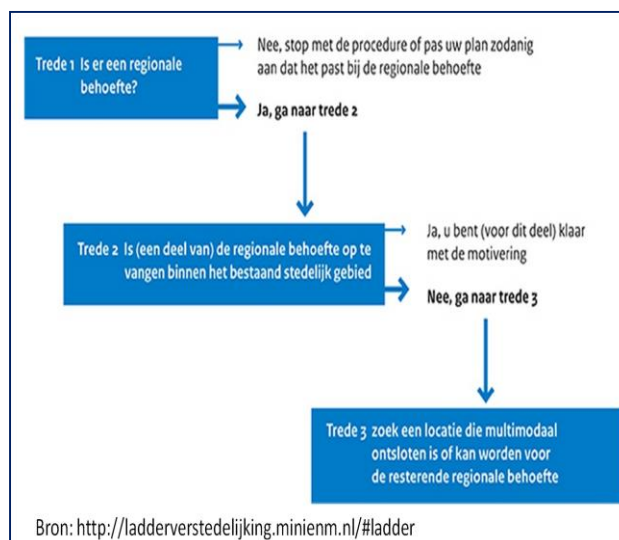 Trede 1 Is er een regionale
behoefte?
Nee, stop met de procedure of pas uw plan zodanig
aan dat het past bij de regionale behoefte
Ja, ga naar trede 2
Trede 2 Is (een deel van) de regionale behoefte op te
vangen binnen het bestaand stedelijk gebied
Ja, u bent (voor dit deel) klaar
met de motivering
Nee, ga naar trede 3
Trede 3 zoek een locatie die multimodaal
ontsloten is of kan worden voor
de resterende regionale behoefte
Bron: http://ladderverstedelijking.minienm.nl/#ladder